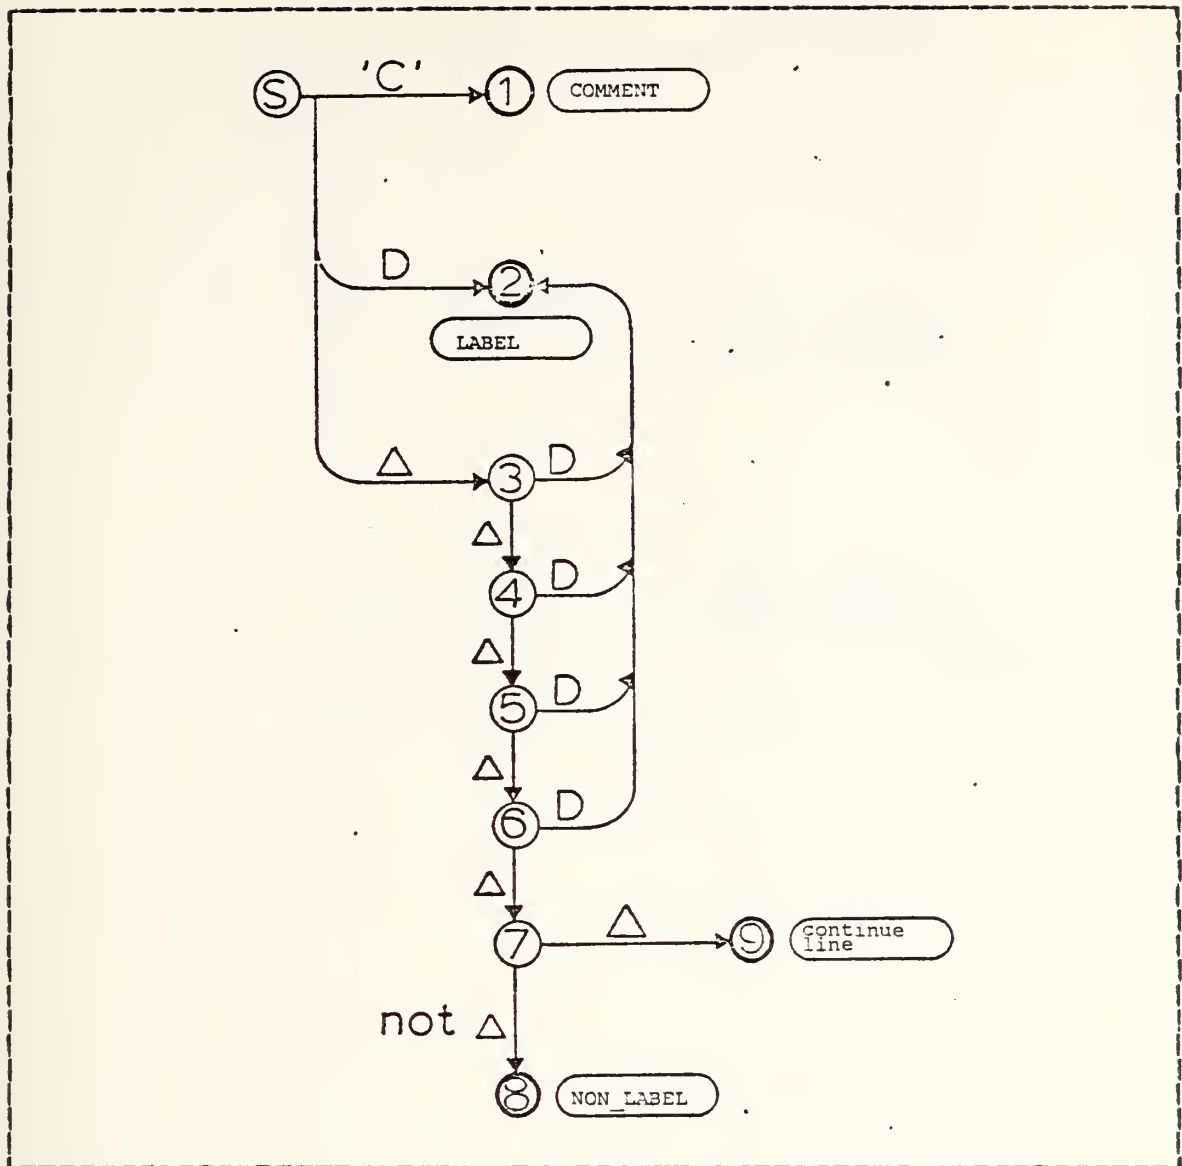 'C'
S 1 COMMENT
D
2
LABEL
Δ 3 D
Δ
4 D
Δ
5 D
Δ
6 D
Δ
7 Δ 9 continue
line
not Δ
8 NON_LABEL